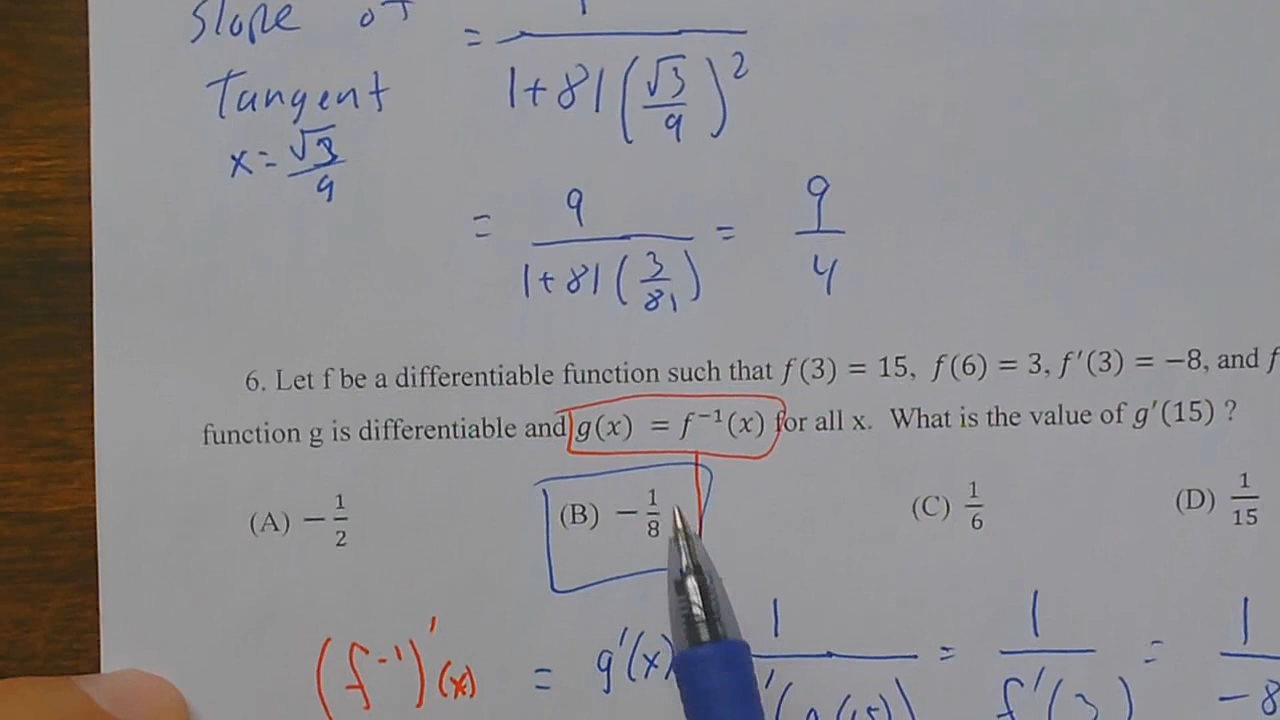 Slope of
Tangent
x = √3/9
= 1/(1+81(√3/9)²)
= 9/(1+81(3/81)) = 9/4
6. Let f be a differentiable function such that f(3) = 15, f(6) = 3, f'(3) = −8, and f
function g is differentiable and g(x) = f⁻¹(x) for all x. What is the value of g'(15) ?
(A) −1/2 (B) −1/8 (C) 1/6 (D) 1/15
(f⁻¹)'(x) = g'(x) 1/'(g(15)) = 1/f'(3) = 1/−8